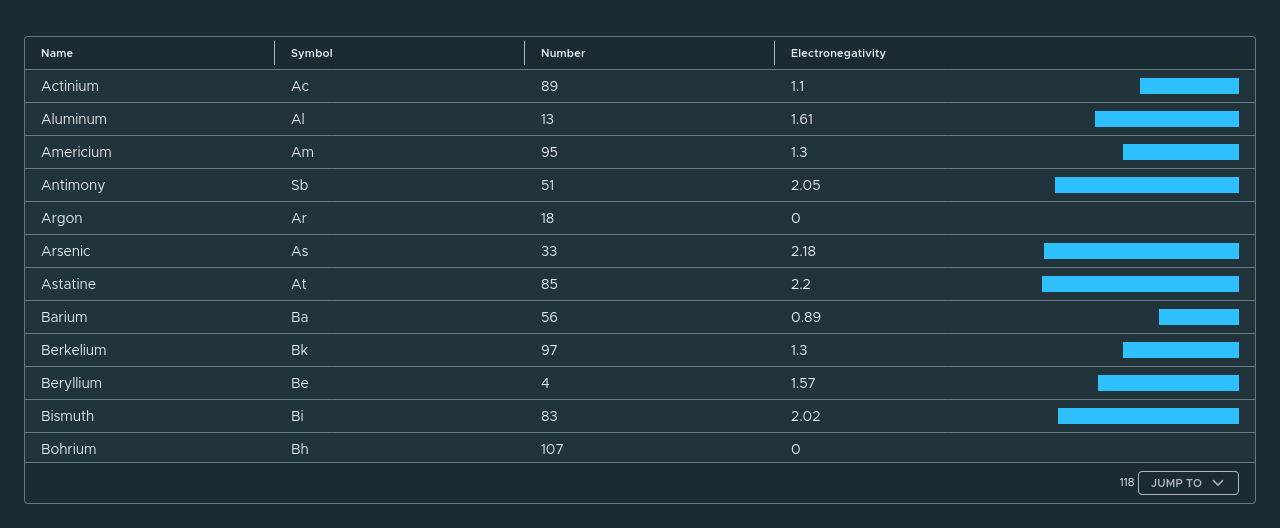 Name Symbol Number Electronegativity
Actinium Ac 89 1.1
Aluminum Al 13 1.61
Americium Am 95 1.3
Antimony Sb 51 2.05
Argon Ar 18 0
Arsenic As 33 2.18
Astatine At 85 2.2
Barium Ba 56 0.89
Berkelium Bk 97 1.3
Beryllium Be 4 1.57
Bismuth Bi 83 2.02
Bohrium Bh 107 0
118 JUMP TO